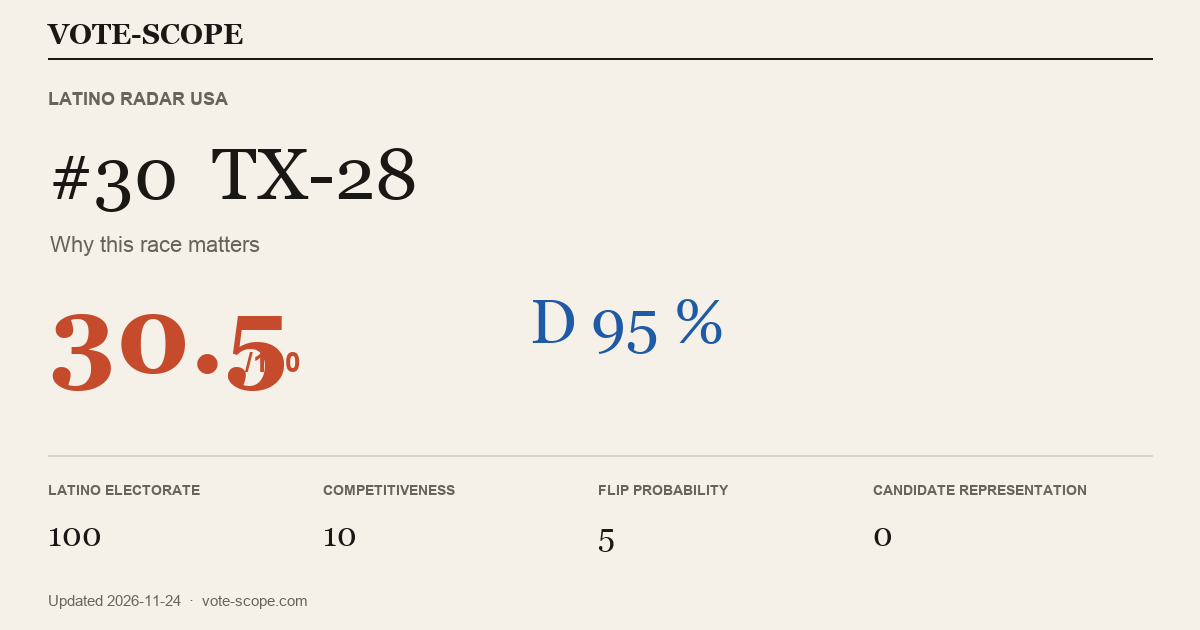 VOTE-SCOPE
LATINO RADAR USA
#30 TX-28
Why this race matters
30.5
D 95 %
LATINO ELECTORATE COMPETITIVENESS FLIP PROBABILITY CANDIDATE REPRESENTATION
100 10 5 0
Updated 2026-11-24 · vote-scope.com